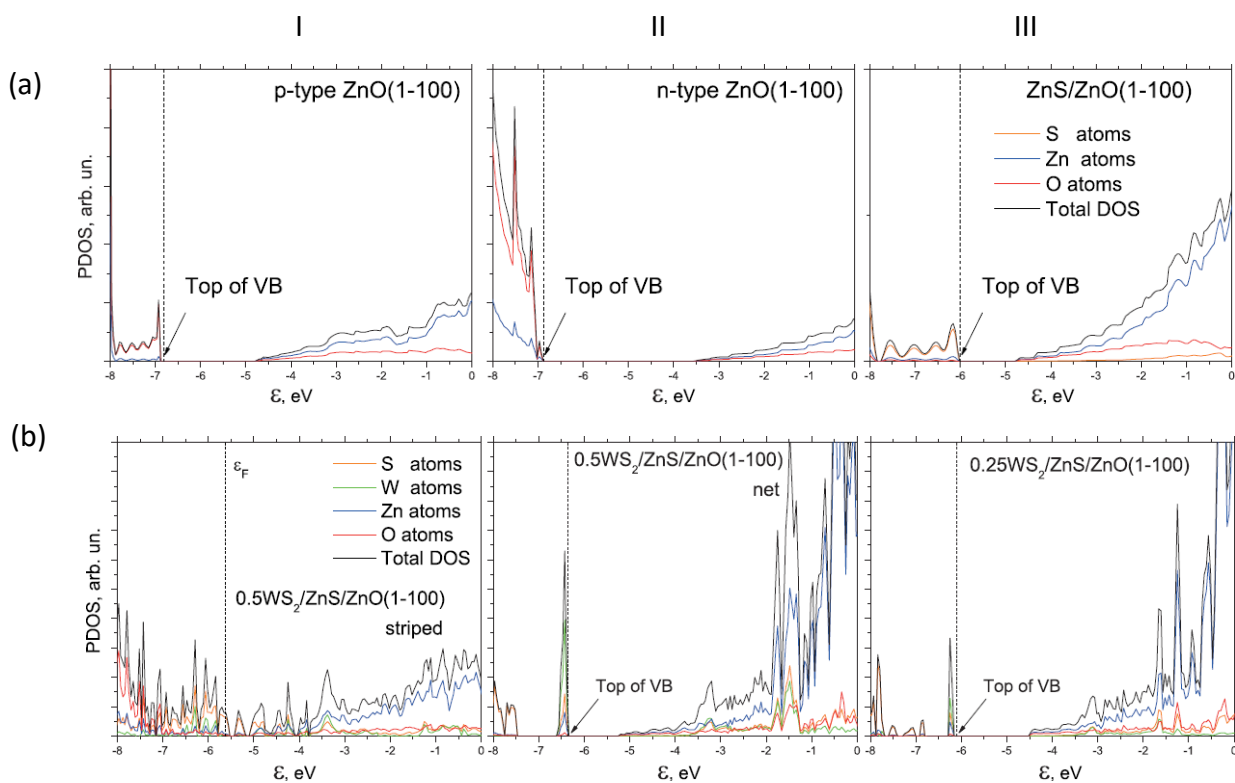 I II III
(a)
p-type ZnO(1-100)
Top of VB
PDOS, arb. un.
-8 -7 -6 -5 -4 -3 -2 -1 0
ε, eV
n-type ZnO(1-100)
Top of VB
-8 -7 -6 -5 -4 -3 -2 -1 0
ε, eV
ZnS/ZnO(1-100)
S atoms
Zn atoms
O atoms
Total DOS
Top of VB
-8 -7 -6 -5 -4 -3 -2 -1 0
ε, eV
(b)
ε_F
S atoms
W atoms
Zn atoms
O atoms
Total DOS
0.5WS₂/ZnS/ZnO(1-100)
striped
PDOS, arb. un.
-8 -7 -6 -5 -4 -3 -2 -1 0
ε, eV
0.5WS₂/ZnS/ZnO(1-100)
net
Top of VB
-8 -7 -6 -5 -4 -3 -2 -1 0
ε, eV
0.25WS₂/ZnS/ZnO(1-100)
Top of VB
-8 -7 -6 -5 -4 -3 -2 -1 0
ε, eV